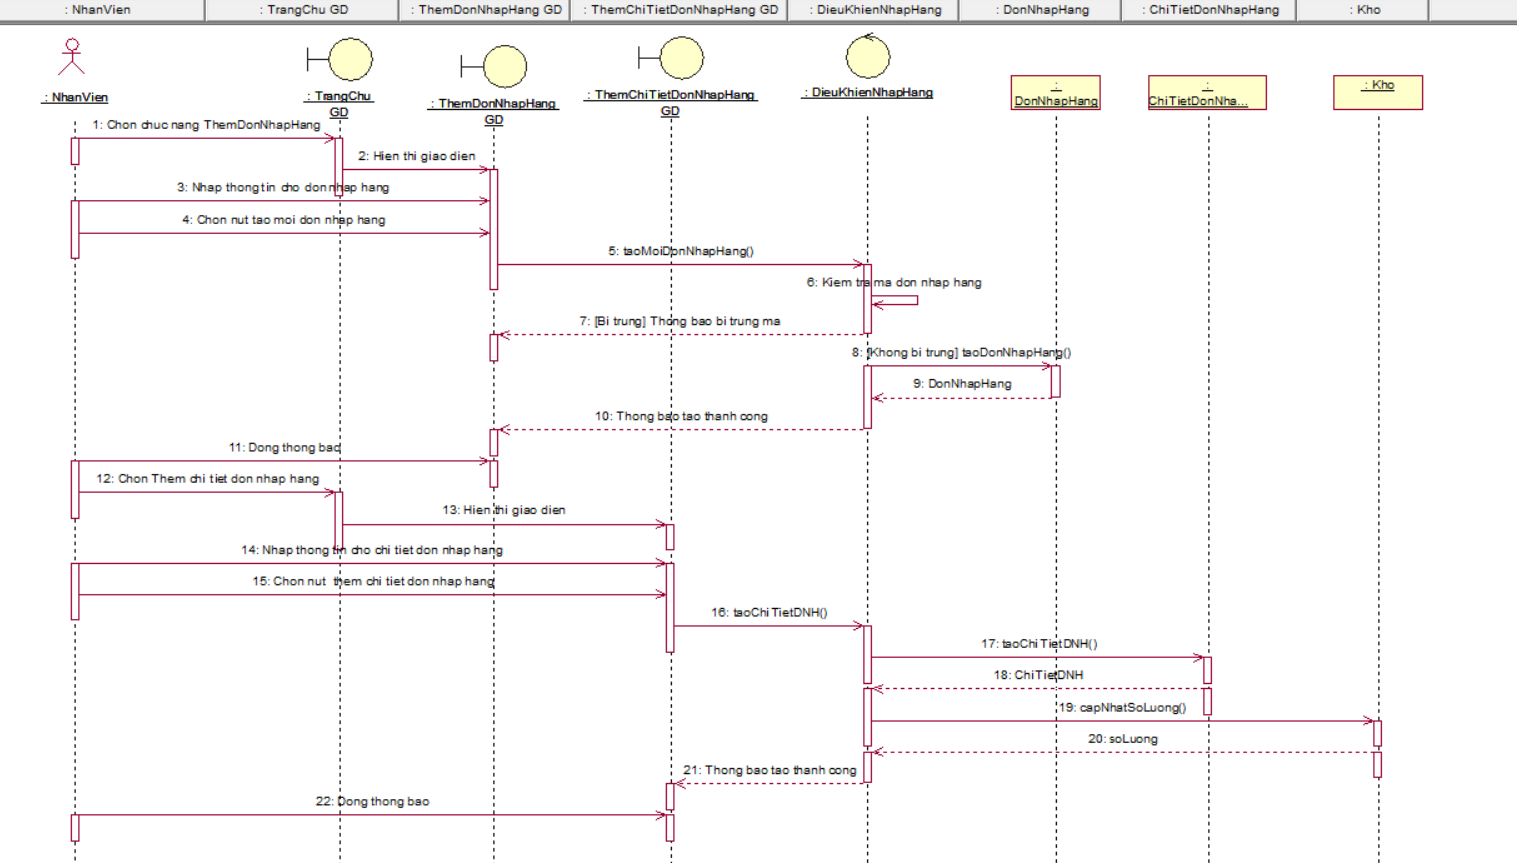 : NhanVien
: TrangChu GD
: ThemDonNhapHang GD
: ThemChiTietDonNhapHang GD
: DieuKhienNhapHang
: DonNhapHang
: ChiTietDonNhapHang
: Kho
: NhanVien
: TrangChu
GD
: ThemDonNhapHang
GD
: ThemChiTietDonNhapHang
GD
: DieuKhienNhapHang
:
DonNhapHang
:
ChiTietDonNha...
: Kho
1: Chon chuc nang ThemDonNhapHang
2: Hien thi giao dien
3: Nhap thong tin cho don nhap hang
4: Chon nut tao moi don nhap hang
5: taoMoiDonNhapHang()
6: Kiem tra ma don nhap hang
7: [Bi trung] Thong bao bi trung ma
8: [Khong bi trung] taoDonNhapHang()
9: DonNhapHang
10: Thong bao tao thanh cong
11: Dong thong bao
12: Chon Them chi tiet don nhap hang
13: Hien thi giao dien
14: Nhap thong tin cho chi tiet don nhap hang
15: Chon nut them chi tiet don nhap hang
16: taoChiTietDNH()
17: taoChiTietDNH()
18: ChiTietDNH
19: capNhatSoLuong()
20: soLuong
21: Thong bao tao thanh cong
22: Dong thong bao